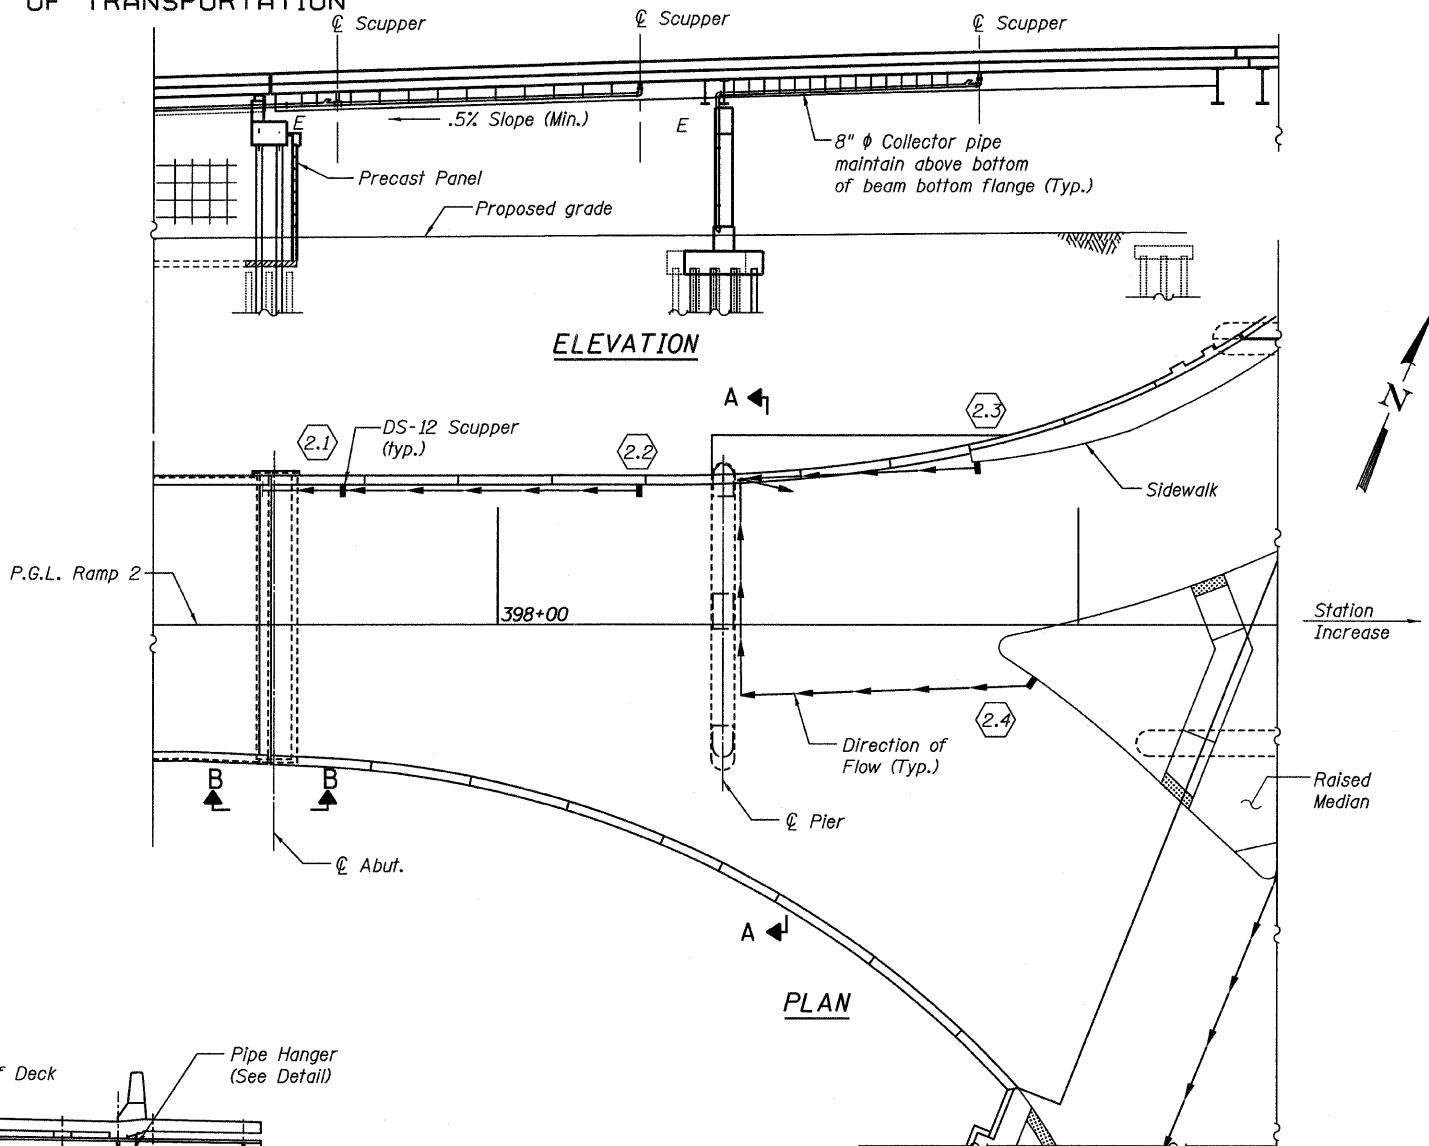 OF TRANSPORTATION
℄ Scupper
℄ Scupper
℄ Scupper
E
.5% Slope (Min.)
E
8" ϕ Collector pipe
maintain above bottom
of beam bottom flange (Typ.)
Precast Panel
Proposed grade
ELEVATION
A
N
2.1
DS-12 Scupper
(typ.)
2.2
2.3
Sidewalk
P.G.L. Ramp 2
398+00
Station
Increase
2.4
Direction of
Flow (Typ.)
Raised
Median
B
B
℄ Pier
℄ Abut.
A
PLAN
Pipe Hanger
(See Detail)
Deck